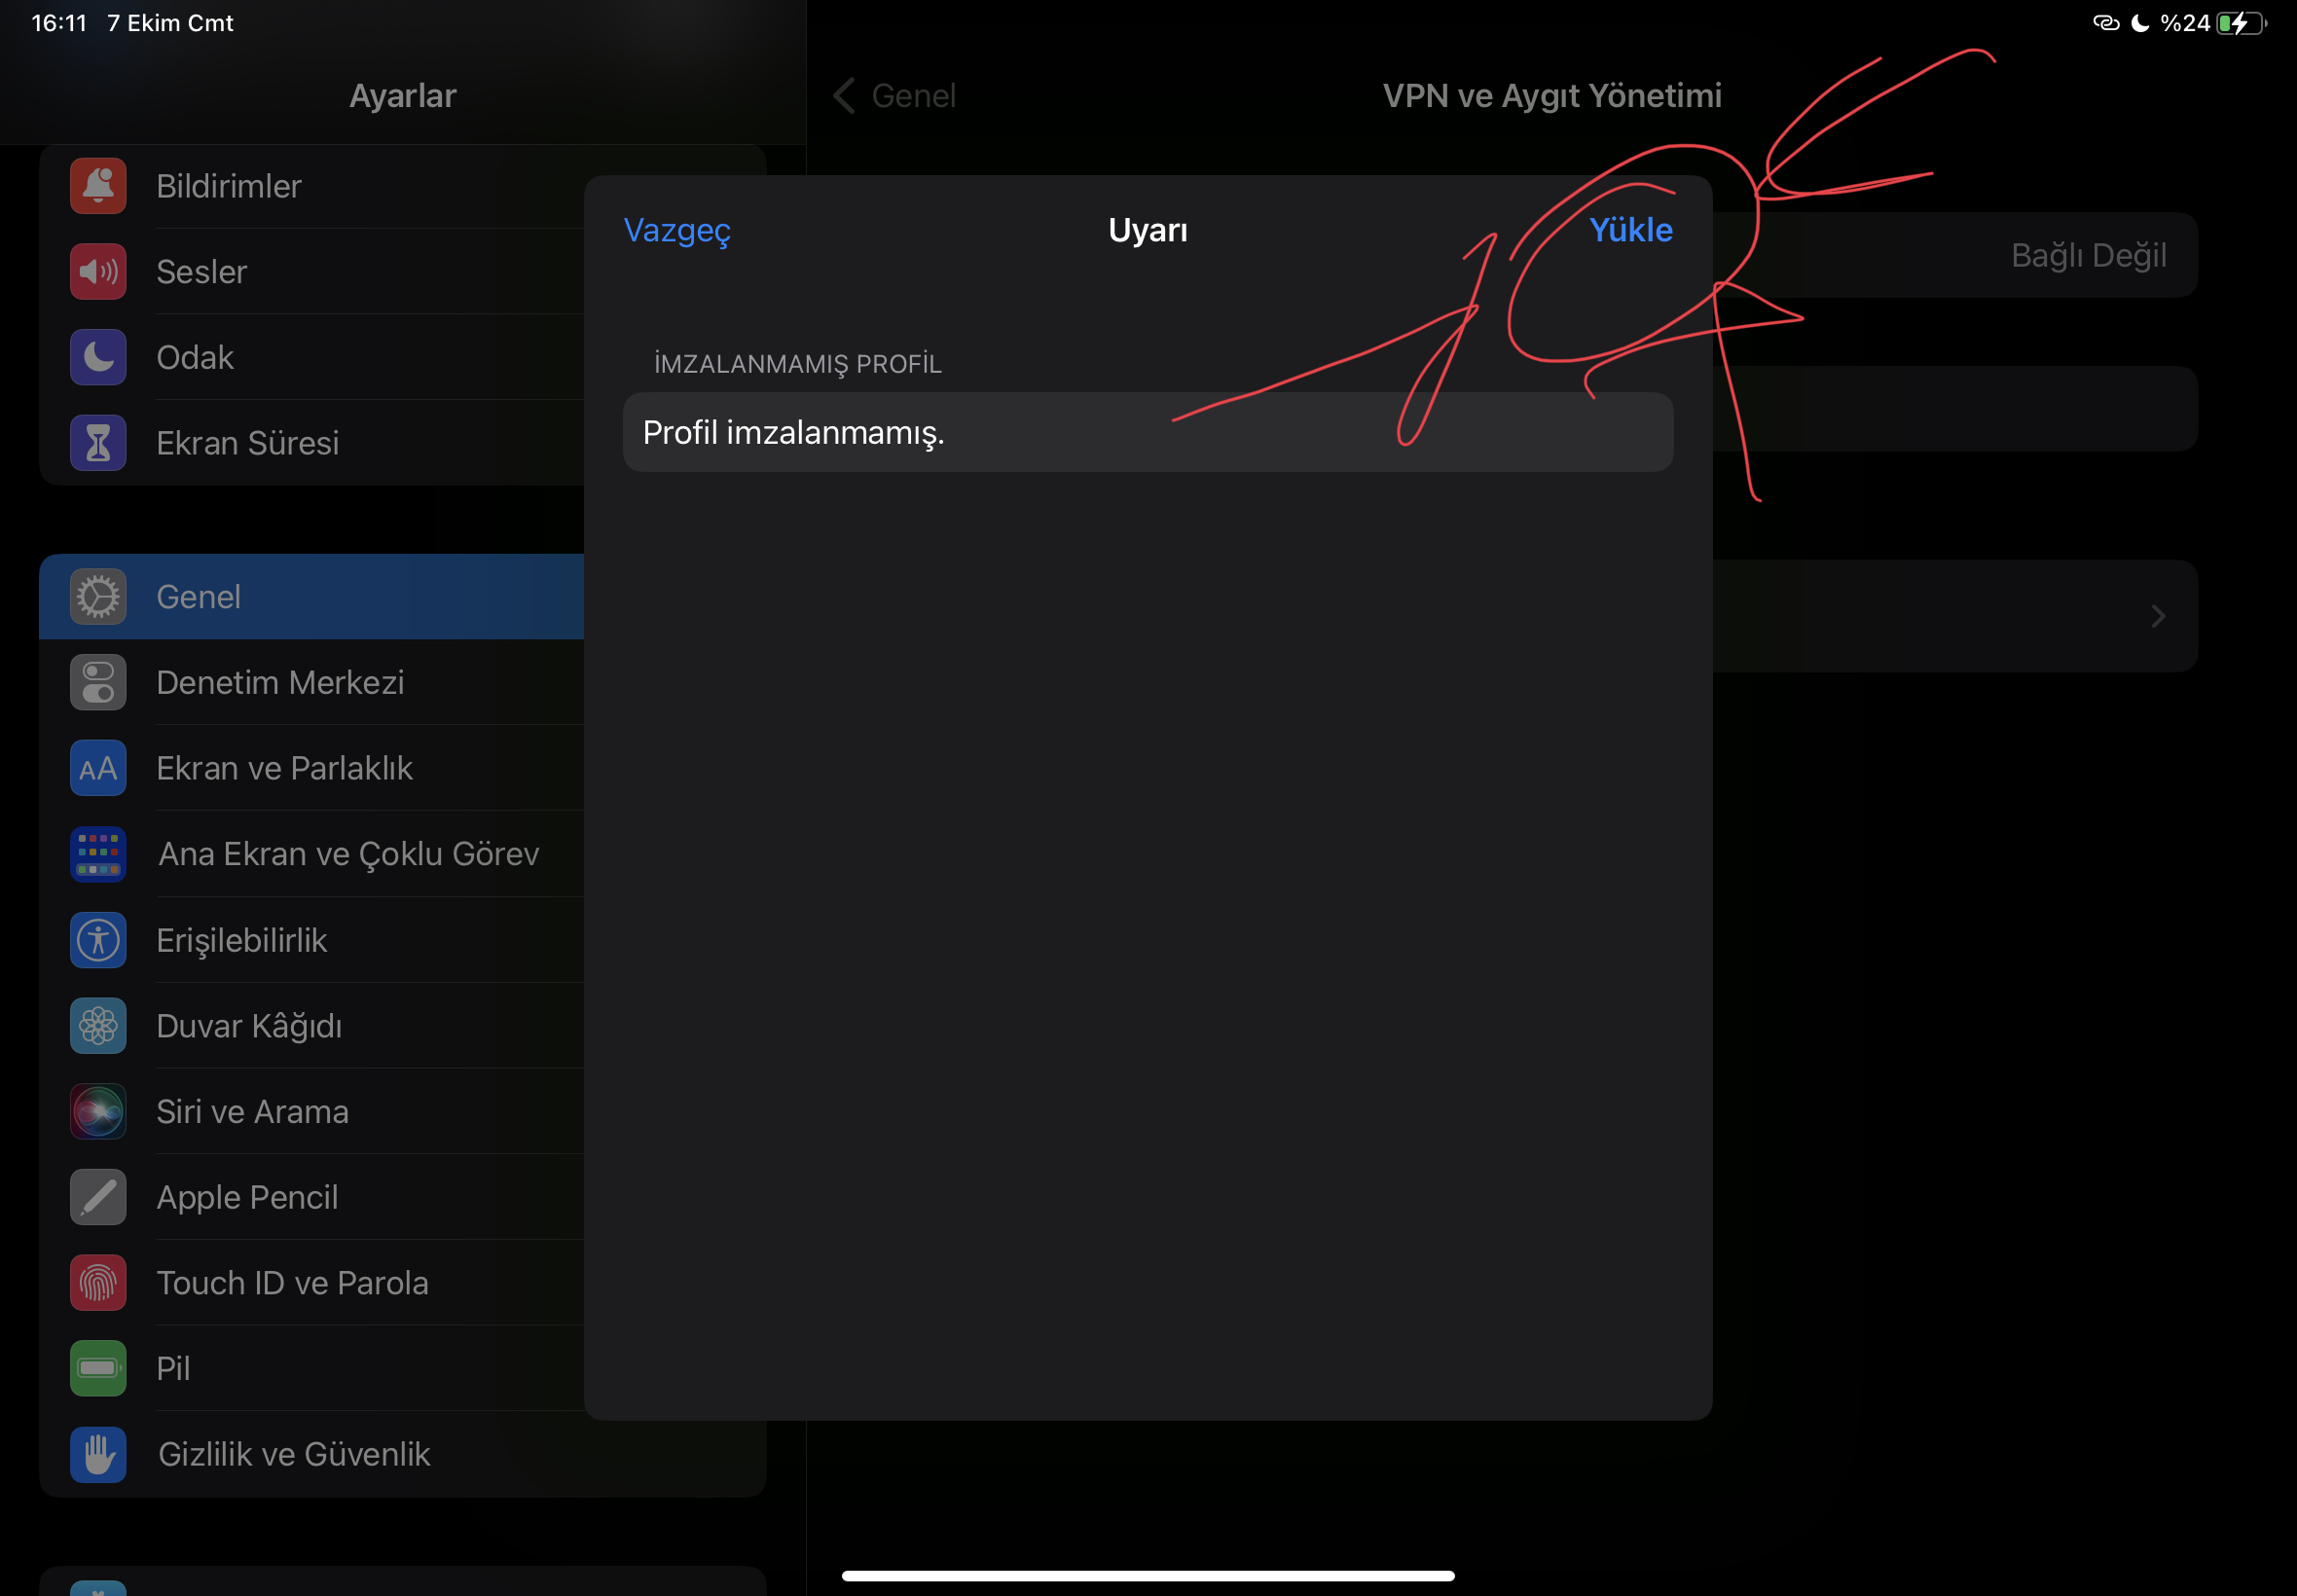 16:11 7 Ekim Cmt
%24
Ayarlar
Bildirimler
Sesler
Odak
Ekran Süresi
Genel
Denetim Merkezi
AA Ekran ve Parlaklık
Ana Ekran ve Çoklu Görev
Erişilebilirlik
Duvar Kâğıdı
Siri ve Arama
Apple Pencil
Touch ID ve Parola
Pil
Gizlilik ve Güvenlik
Genel
VPN ve Aygıt Yönetimi
Bağlı Değil
Vazgeç
Uyarı
Yükle
İMZALANMAMIŞ PROFİL
Profil imzalanmamış.